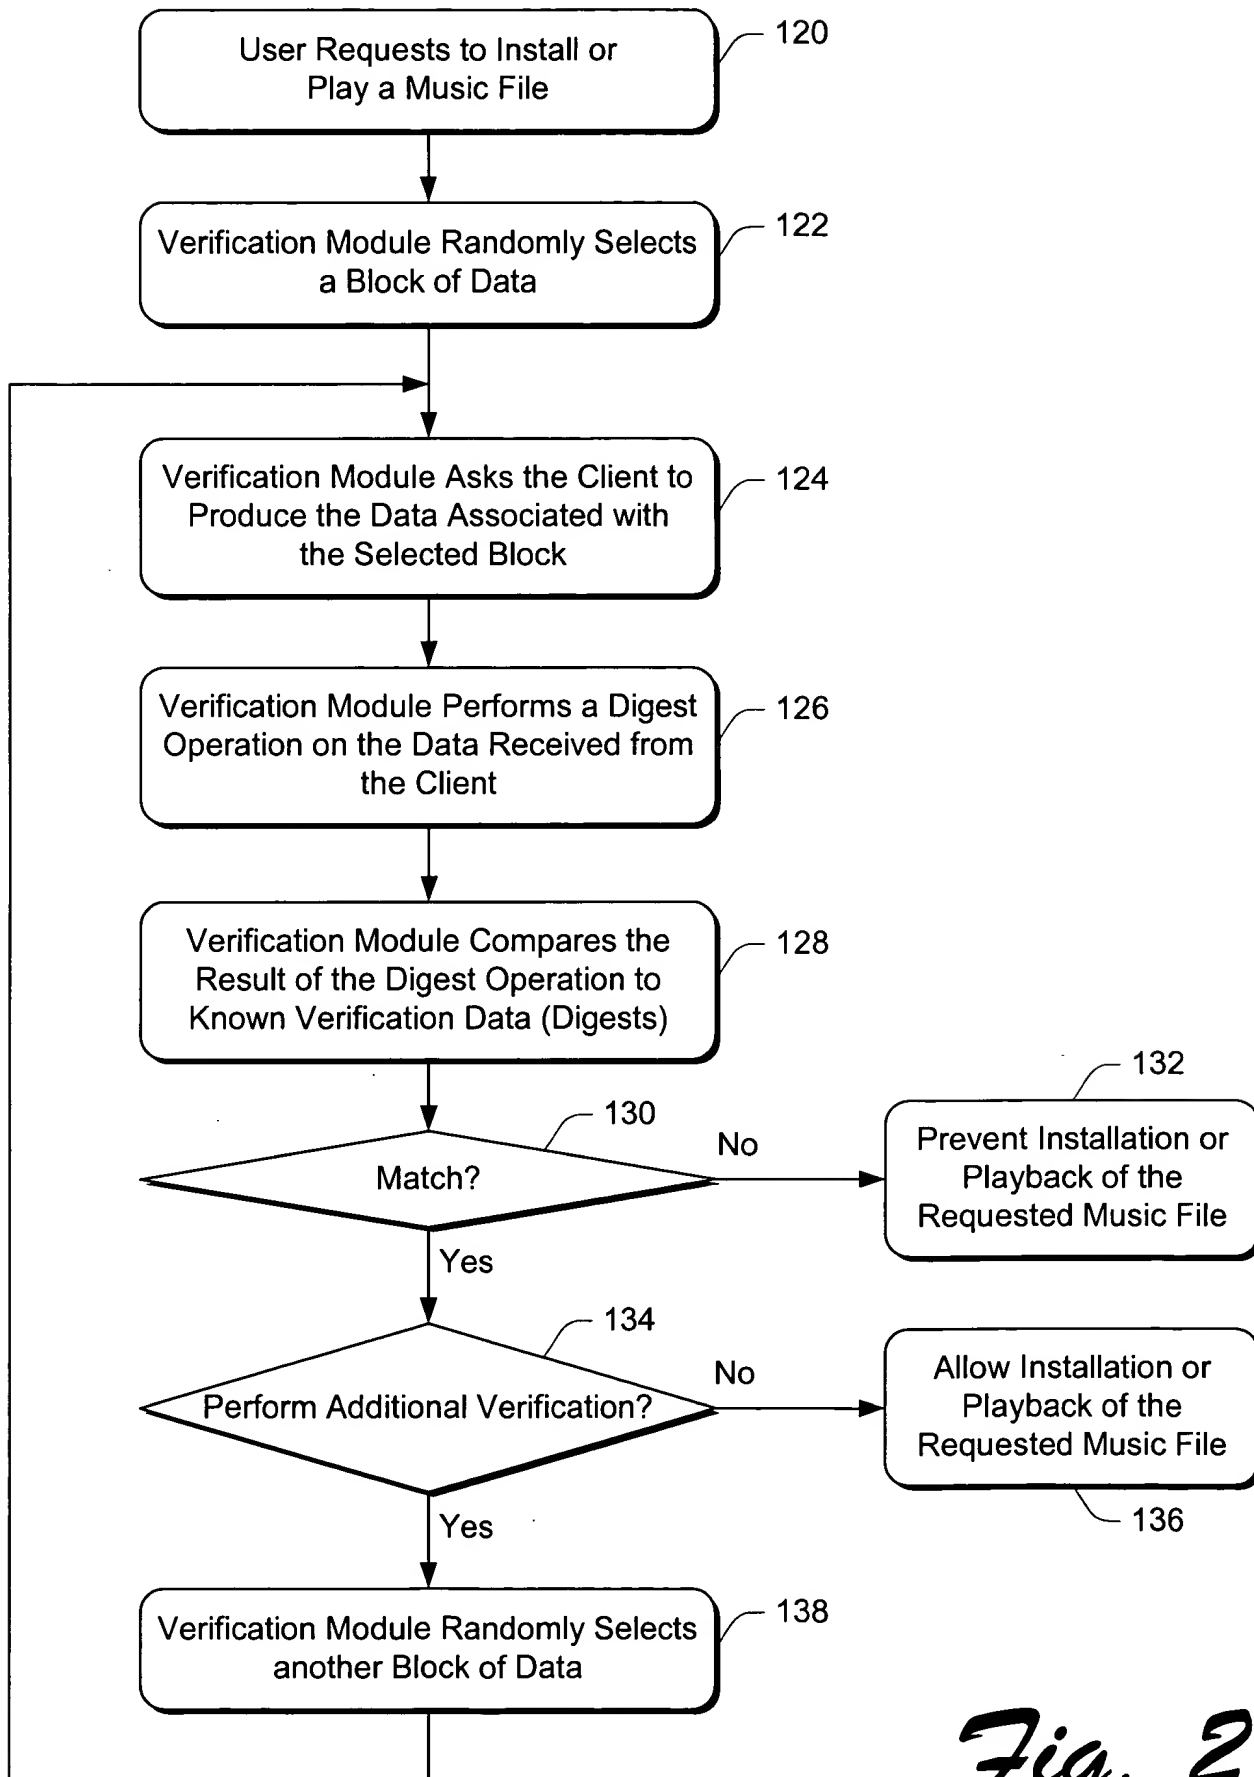 User Requests to Install or
Play a Music File
120
Verification Module Randomly Selects
a Block of Data
122
Verification Module Asks the Client to
Produce the Data Associated with
the Selected Block
124
Verification Module Performs a Digest
Operation on the Data Received from
the Client
126
Verification Module Compares the
Result of the Digest Operation to
Known Verification Data (Digests)
128
Match?
130
No
Prevent Installation or
Playback of the
Requested Music File
132
Yes
Perform Additional Verification?
134
No
Allow Installation or
Playback of the
Requested Music File
136
Yes
Verification Module Randomly Selects
another Block of Data
138
Fig. 2